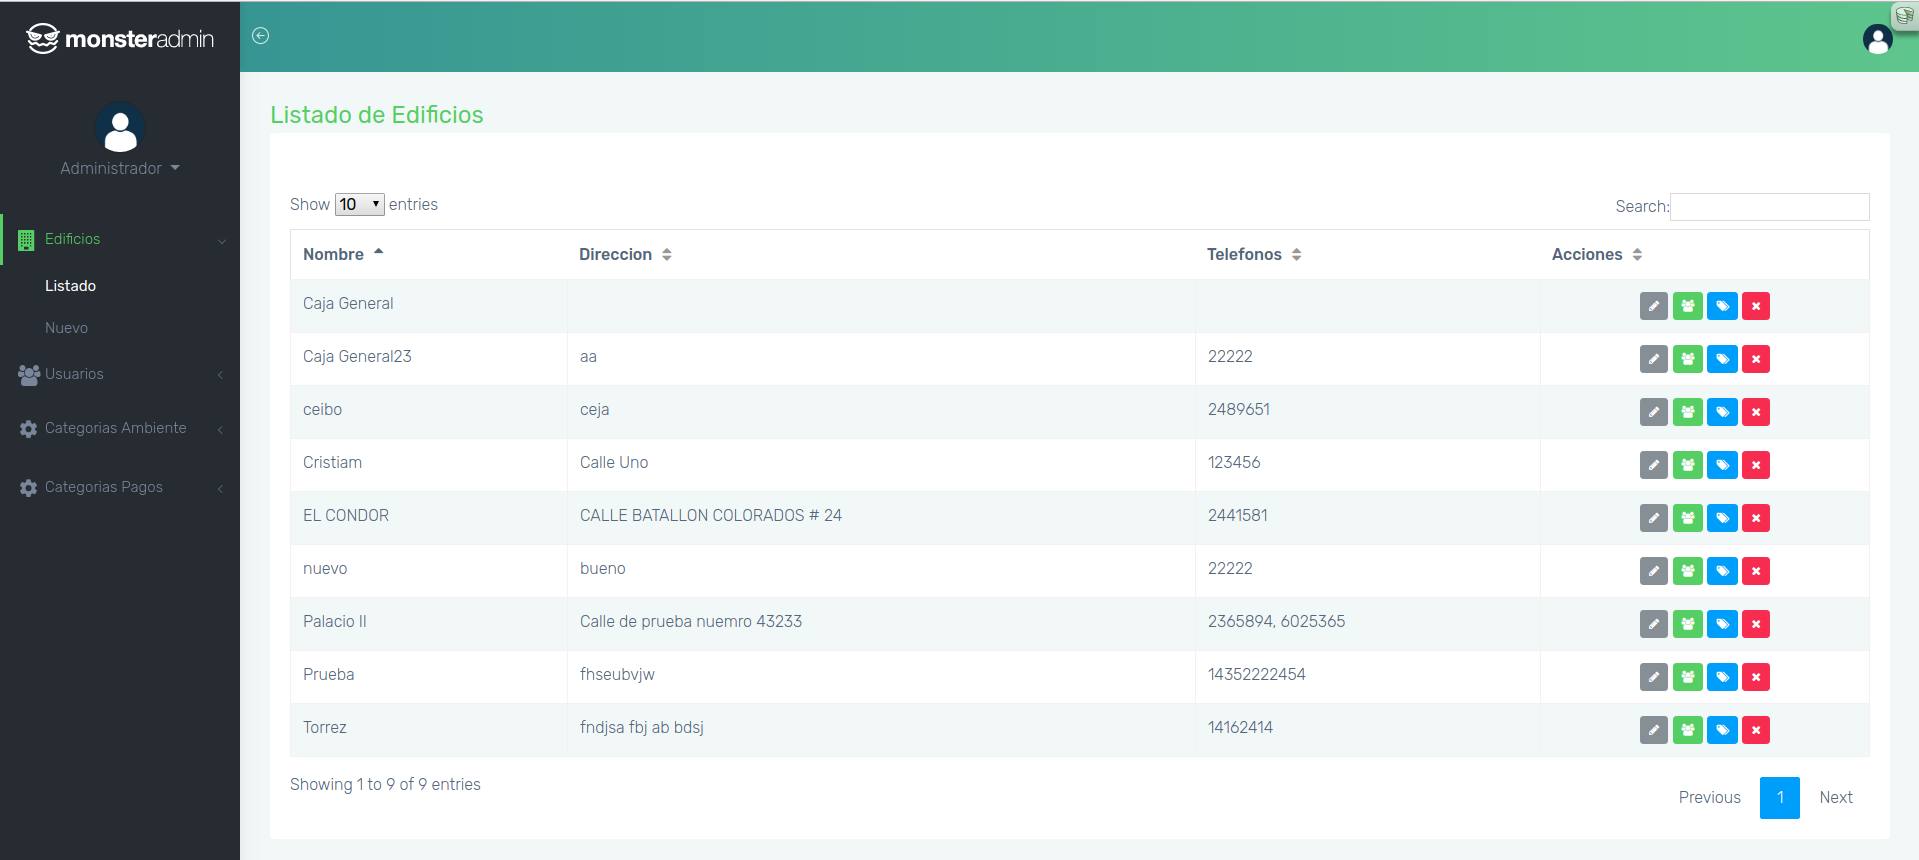 monsteradmin
Administrador
Edificios
Listado
Nuevo
Usuarios
Categorias Ambiente
Categorias Pagos
Listado de Edificios
Show 10 entries Search:
Nombre Direccion Telefonos Acciones
Caja General
Caja General23 aa 22222
ceibo ceja 2489651
Cristiam Calle Uno 123456
EL CONDOR CALLE BATALLON COLORADOS # 24 2441581
nuevo bueno 22222
Palacio II Calle de prueba nuemro 43233 2365894, 6025365
Prueba fhseubvjw 14352222454
Torrez fndjsa fbj ab bdsj 14162414
Showing 1 to 9 of 9 entries
Previous 1 Next